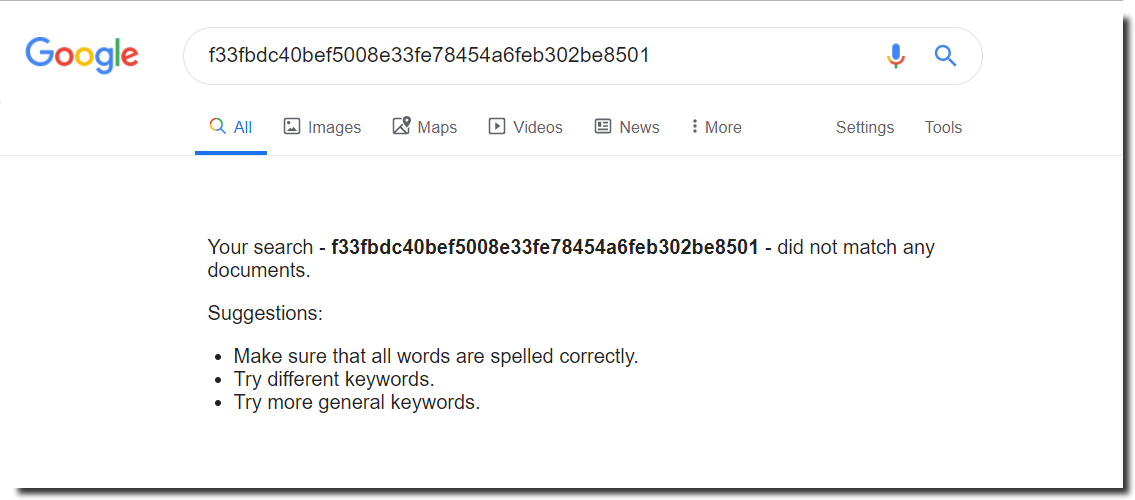 Google
f33fbdc40bef5008e33fe78454a6feb302be8501
All Images Maps Videos News More Settings Tools
Your search - f33fbdc40bef5008e33fe78454a6feb302be8501 - did not match any
documents.
Suggestions:
• Make sure that all words are spelled correctly.
• Try different keywords.
• Try more general keywords.